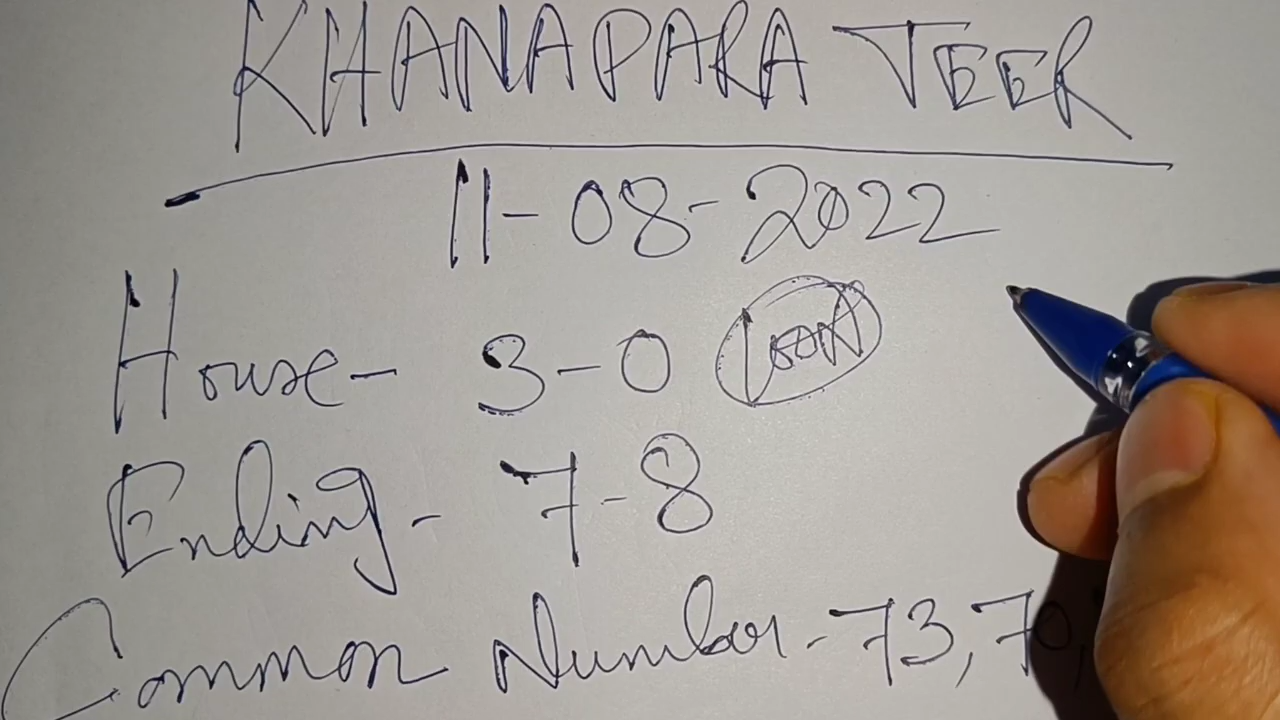 KHANAPARA TEER
11-08-2022
House- 3-0
Ending- 7-8
Common Number-73,70,